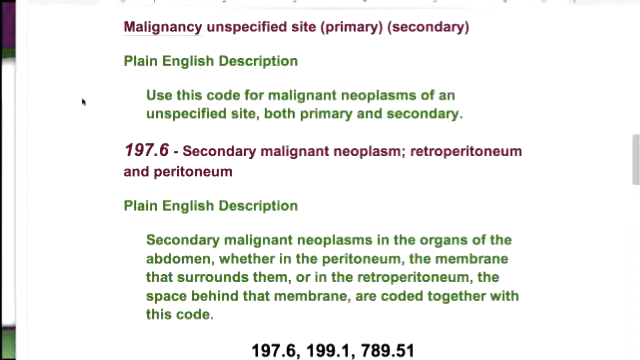 Malignancy unspecified site (primary) (secondary)
Plain English Description
Use this code for malignant neoplasms of an
unspecified site, both primary and secondary.
197.6 - Secondary malignant neoplasm; retroperitoneum
and peritoneum
Plain English Description
Secondary malignant neoplasms in the organs of the
abdomen, whether in the peritoneum, the membrane
that surrounds them, or in the retroperitoneum, the
space behind that membrane, are coded together with
this code.
197.6, 199.1, 789.51